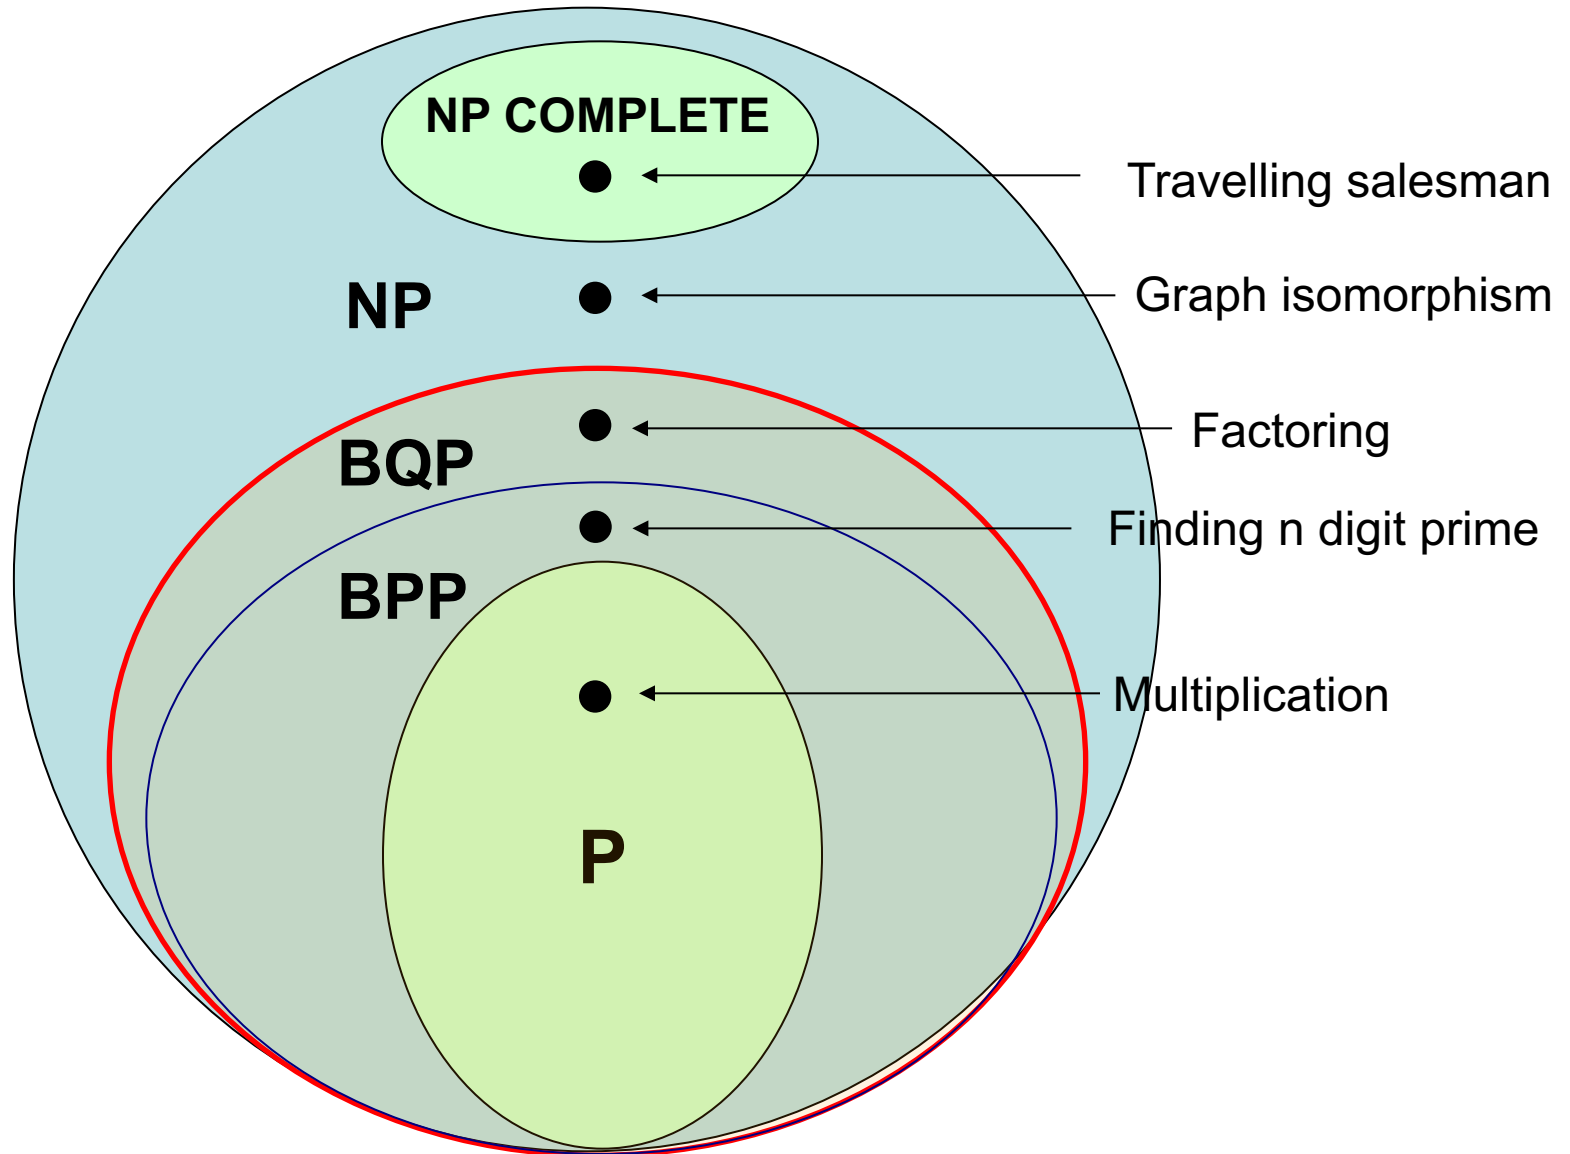 NP COMPLETE
Travelling salesman
NP
Graph isomorphism
BQP
Factoring
Finding n digit prime
BPP
Multiplication
P